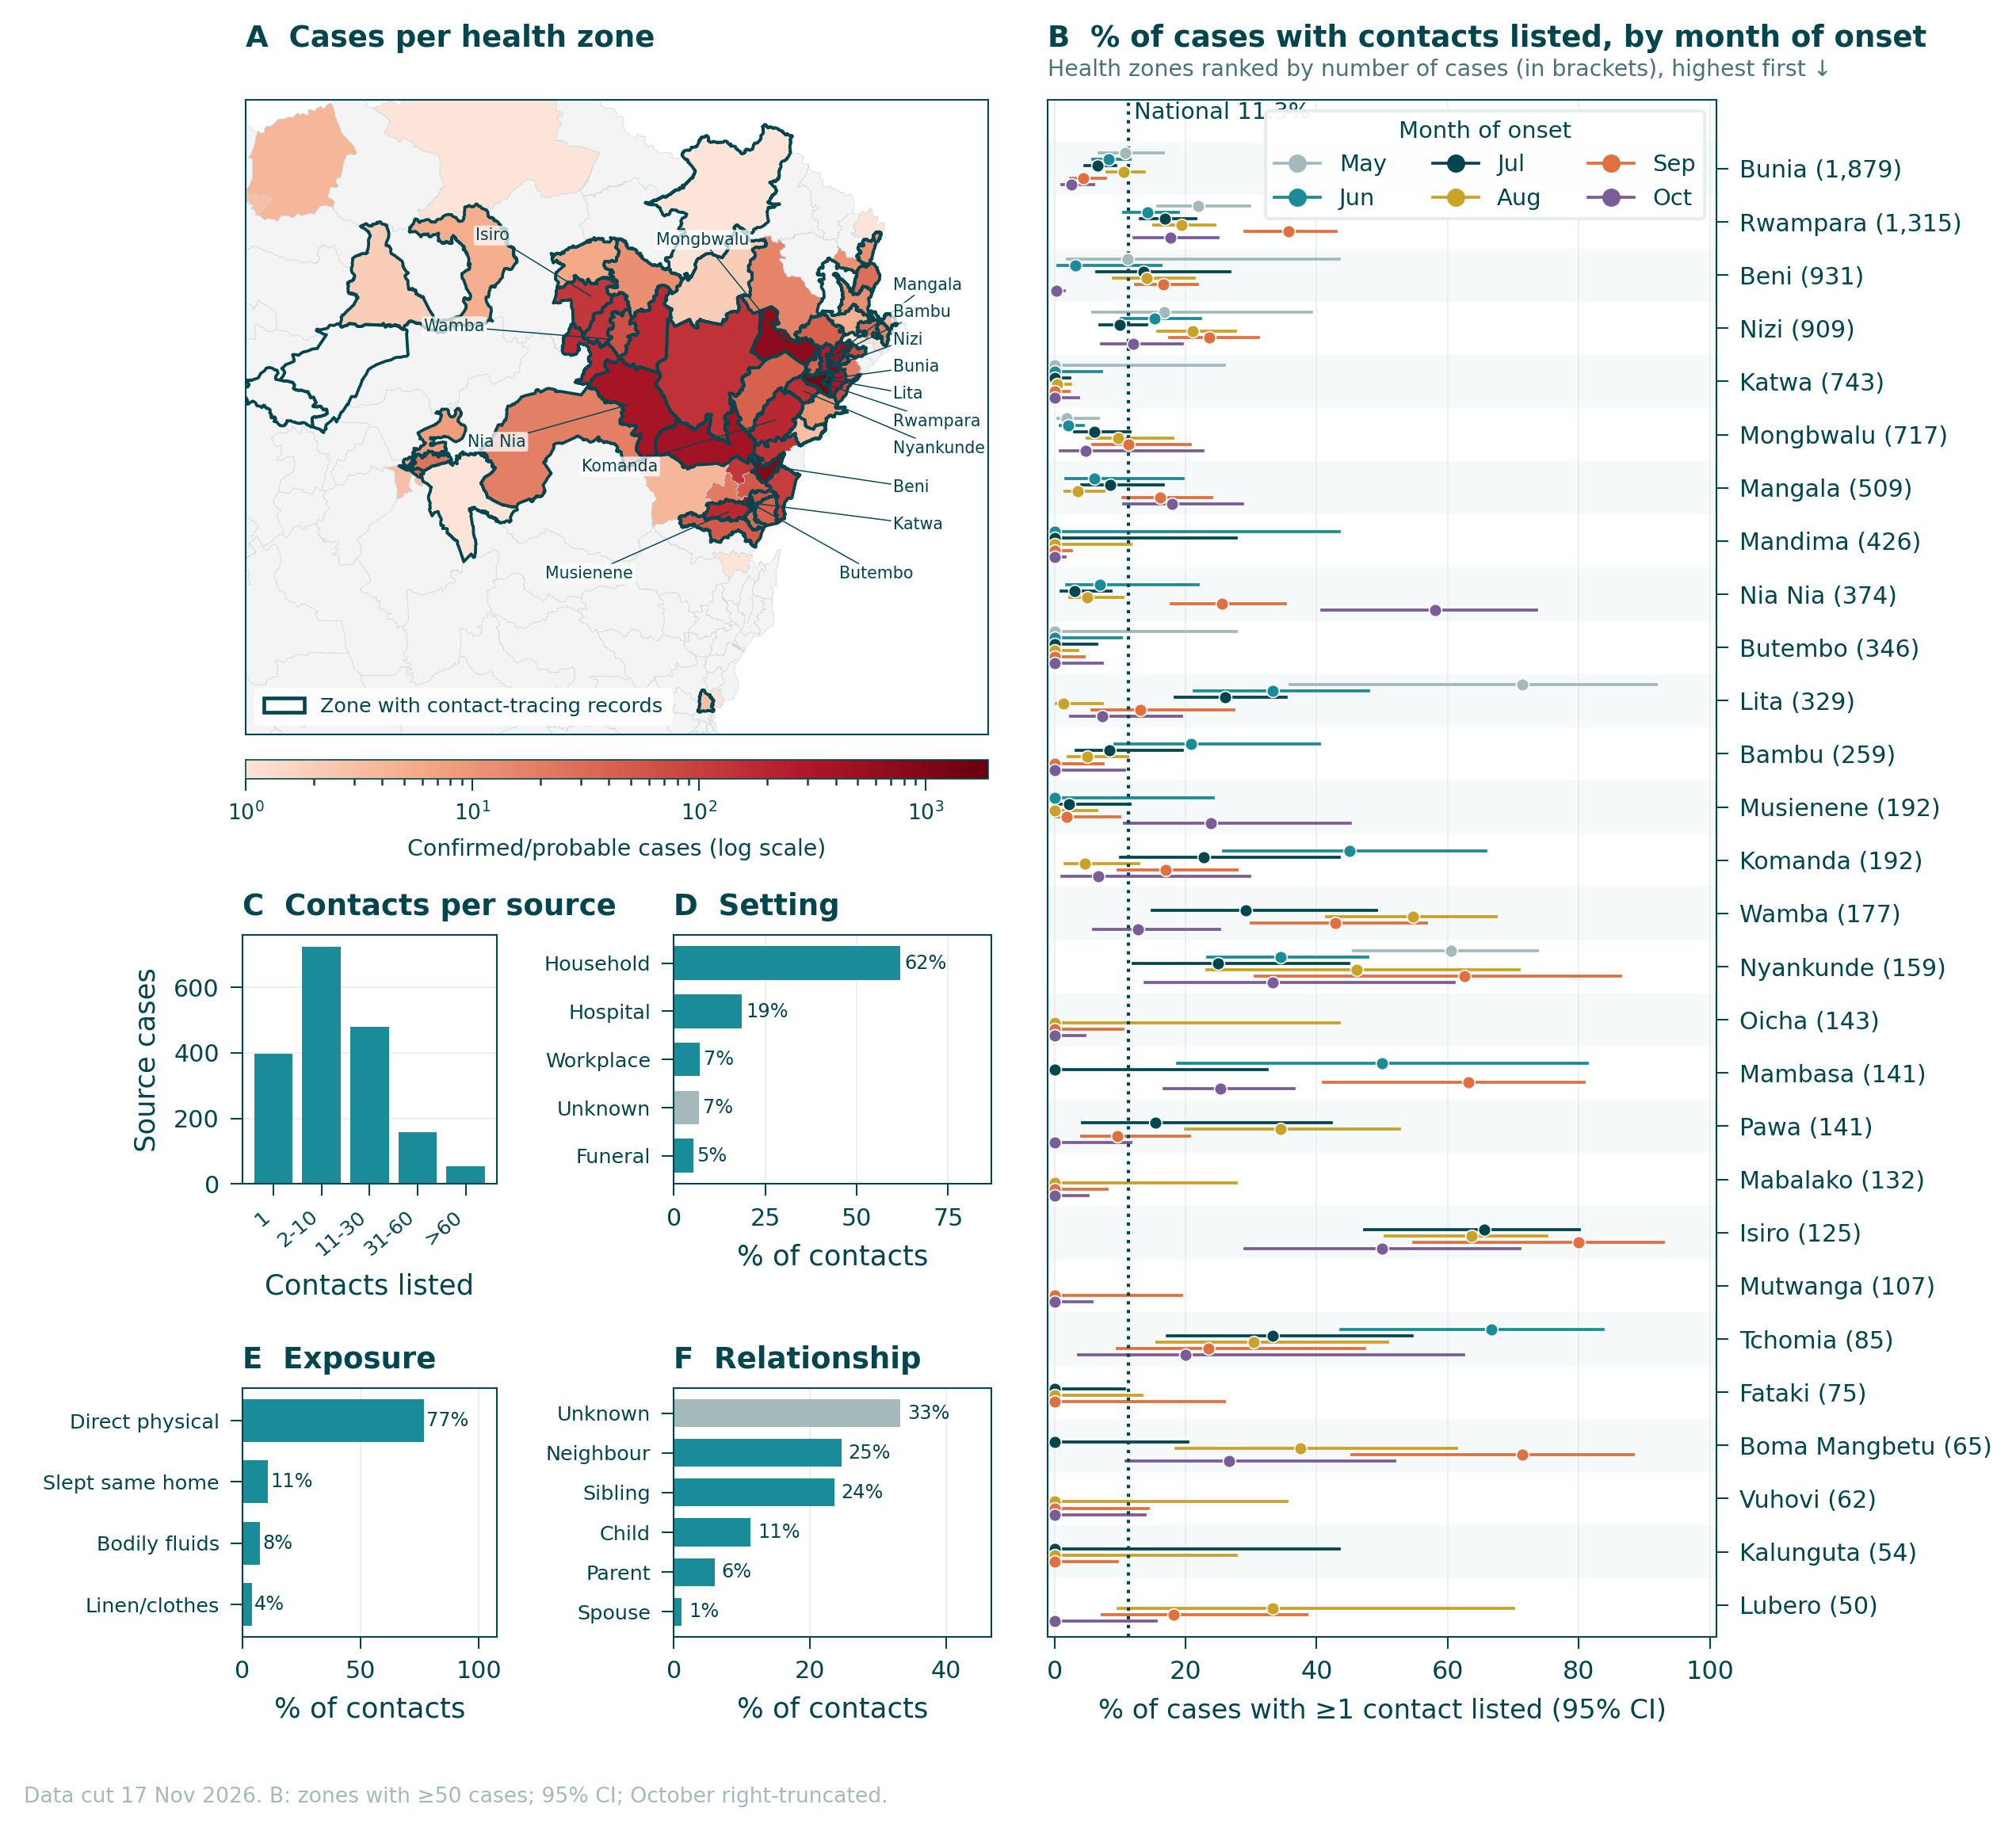 A Cases per health zone
Isiro
Mongbwalu
Mangala
Bambu
Wamba
Nizi
Bunia
Lita
Rwampara
Nia Nia
Nyankunde
Komanda
Beni
Katwa
Musienene
Butembo
Zone with contact-tracing records
10⁰ 10¹ 10² 10³
Confirmed/probable cases (log scale)
B % of cases with contacts listed, by month of onset
Health zones ranked by number of cases (in brackets), highest first ↓
National 11.3%
Month of onset
May Jul Sep
Jun Aug Oct
Bunia (1,879)
Rwampara (1,315)
Beni (931)
Nizi (909)
Katwa (743)
Mongbwalu (717)
Mangala (509)
Mandima (426)
Nia Nia (374)
Butembo (346)
Lita (329)
Bambu (259)
Musienene (192)
Komanda (192)
Wamba (177)
Nyankunde (159)
Oicha (143)
Mambasa (141)
Pawa (141)
Mabalako (132)
Isiro (125)
Mutwanga (107)
Tchomia (85)
Fataki (75)
Boma Mangbetu (65)
Vuhovi (62)
Kalunguta (54)
Lubero (50)
0 20 40 60 80 100
% of cases with ≥1 contact listed (95% CI)
C Contacts per source
Source cases
600
400
200
0
1 2-10 11-30 31-60 >60
Contacts listed
D Setting
Household 62%
Hospital 19%
Workplace 7%
Unknown 7%
Funeral 5%
0 25 50 75
% of contacts
E Exposure
Direct physical 77%
Slept same home 11%
Bodily fluids 8%
Linen/clothes 4%
0 50 100
% of contacts
F Relationship
Unknown 33%
Neighbour 25%
Sibling 24%
Child 11%
Parent 6%
Spouse 1%
0 20 40
% of contacts
Data cut 17 Nov 2026. B: zones with ≥50 cases; 95% CI; October right-truncated.